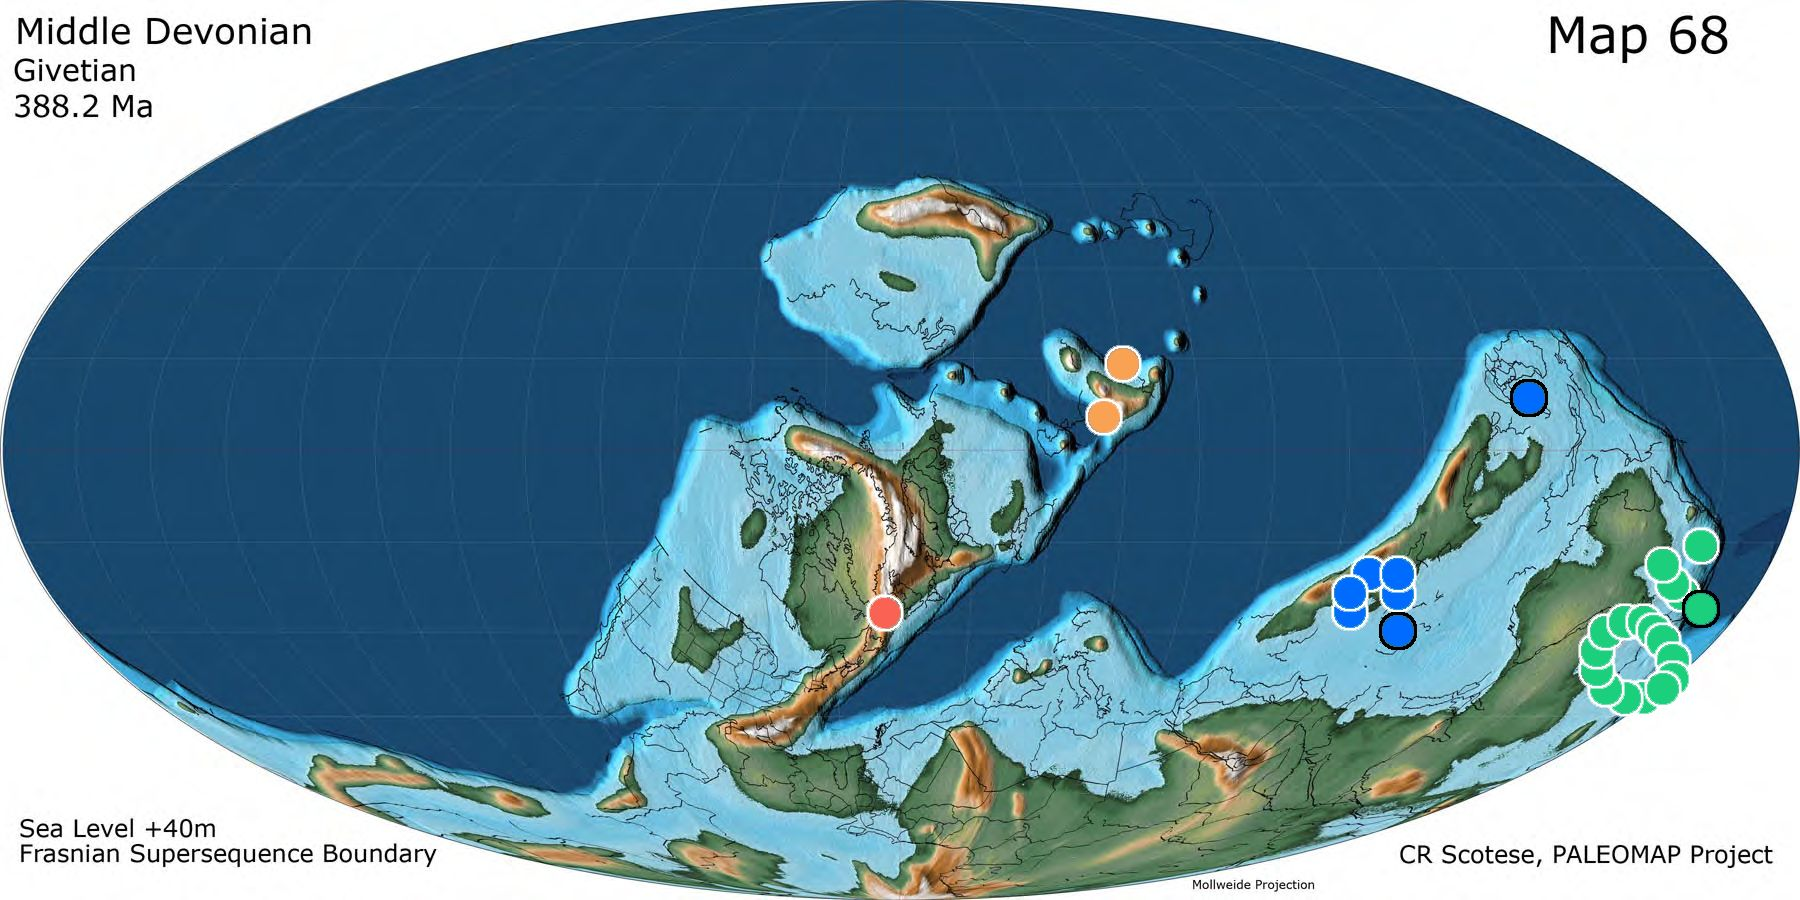 Middle Devonian
Givetian
388.2 Ma
Map 68
Sea Level +40m
Frasnian Supersequence Boundary
CR Scotese, PALEOMAP Project
Mollweide Projection